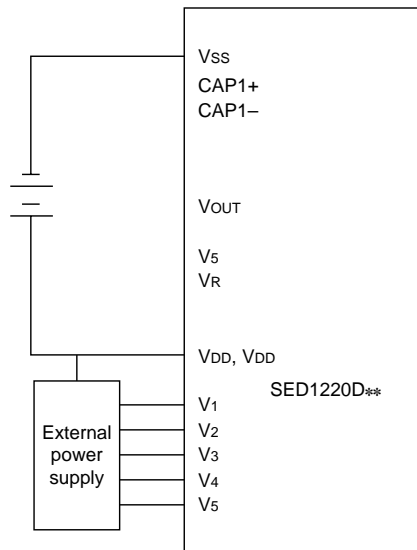 VSS
CAP1+
CAP1–
VOUT
V5
VR
VDD, VDD
SED1220D**
External
power
supply
V1
V2
V3
V4
V5